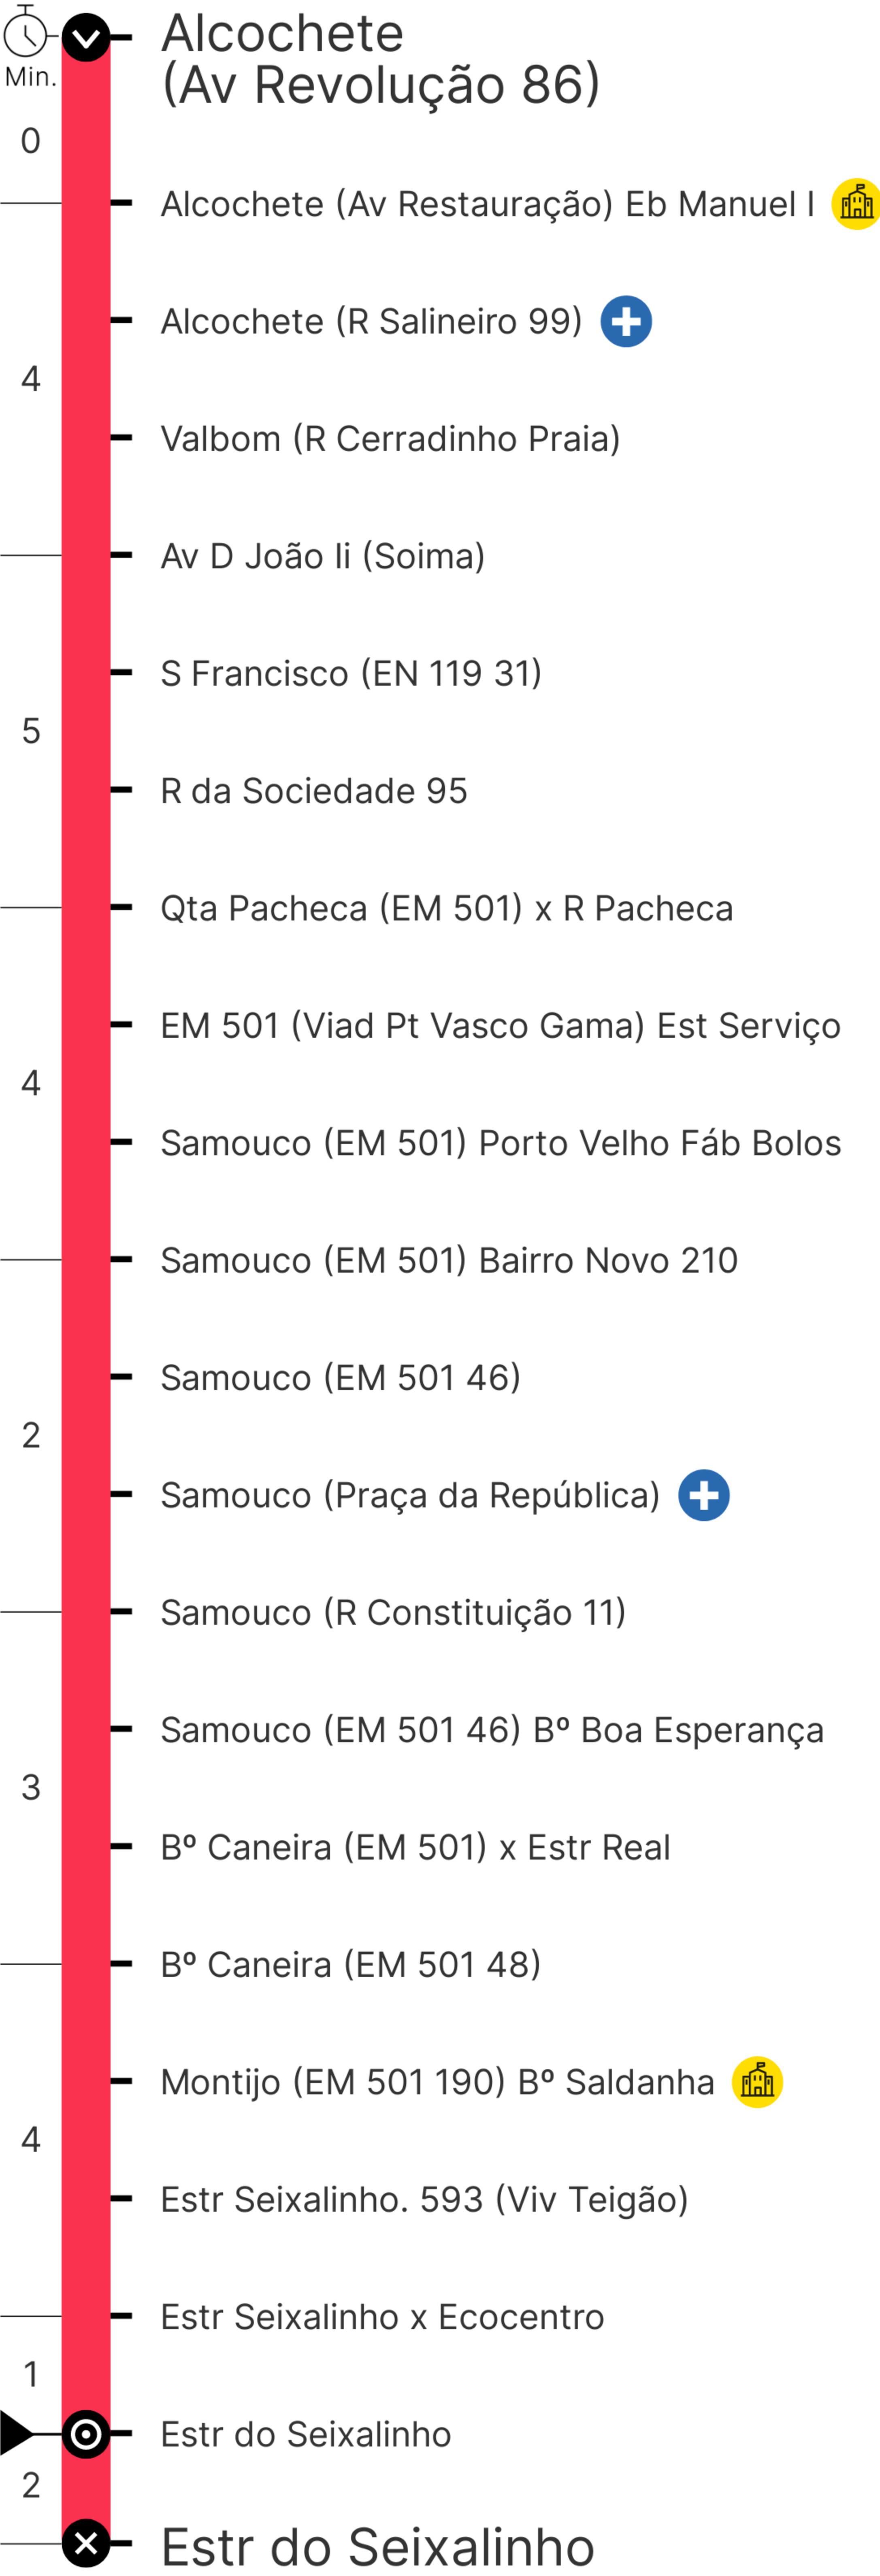 Min.
Alcochete
(Av Revolução 86)
0
Alcochete (Av Restauração) Eb Manuel I
Alcochete (R Salineiro 99)
4
Valbom (R Cerradinho Praia)
Av D João Ii (Soima)
S Francisco (EN 119 31)
5
R da Sociedade 95
Qta Pacheca (EM 501) x R Pacheca
EM 501 (Viad Pt Vasco Gama) Est Serviço
4
Samouco (EM 501) Porto Velho Fáb Bolos
Samouco (EM 501) Bairro Novo 210
Samouco (EM 501 46)
2
Samouco (Praça da República)
Samouco (R Constituição 11)
Samouco (EM 501 46) Bº Boa Esperança
3
Bº Caneira (EM 501) x Estr Real
Bº Caneira (EM 501 48)
Montijo (EM 501 190) Bº Saldanha
4
Estr Seixalinho. 593 (Viv Teigão)
Estr Seixalinho x Ecocentro
1
Estr do Seixalinho
2
Estr do Seixalinho